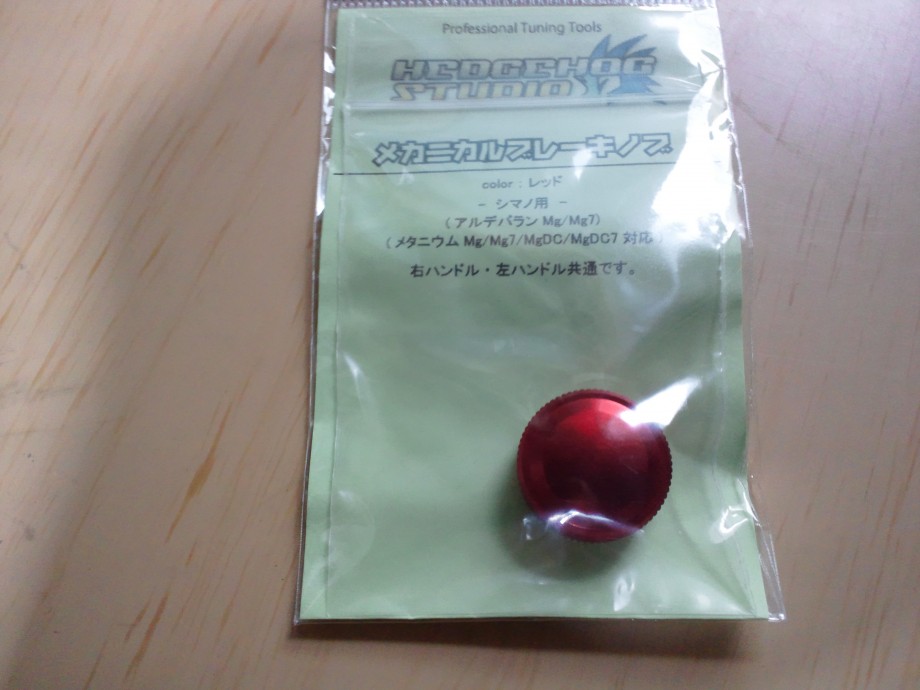 Professional Tuning Tools
HEDGEHOG
STUDIO
メカニカルブレーキノブ
color : レッド
- シマノ用 -
( アルデバラン Mg/Mg7)
( メタニウム Mg/Mg7/MgDC/MgDC7 対応 )
右ハンドル・左ハンドル共通です。